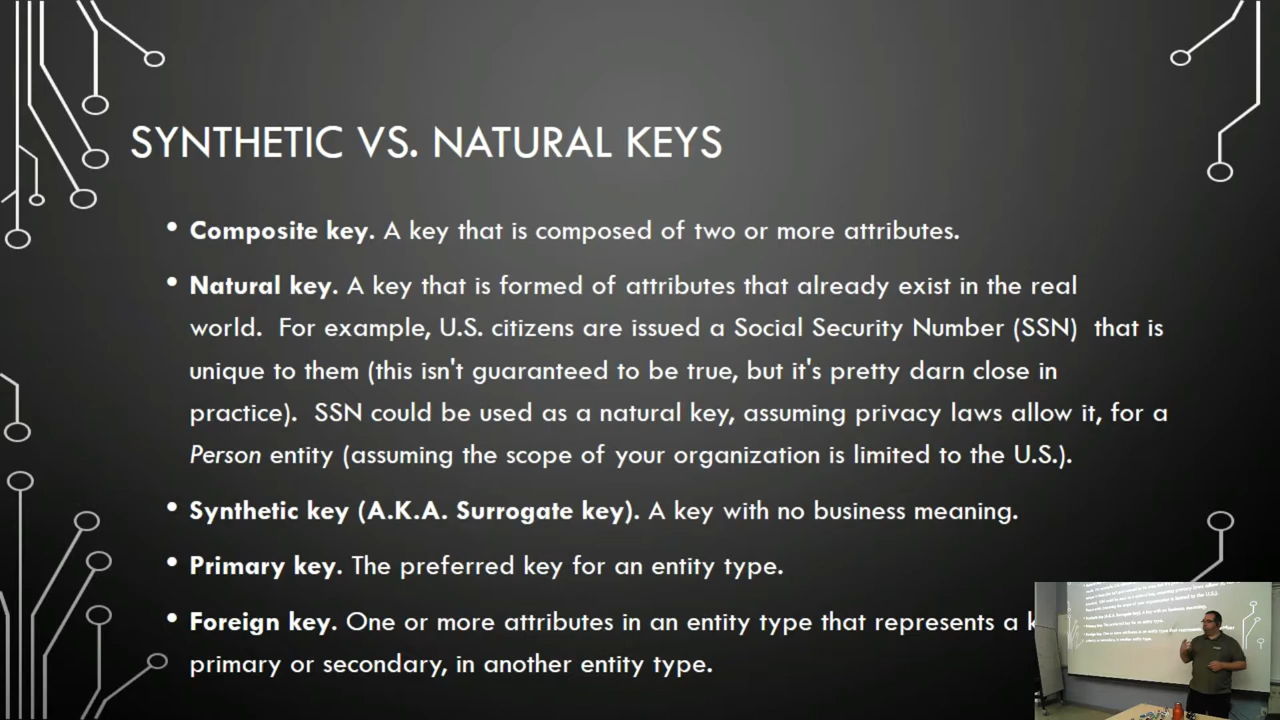 SYNTHETIC VS. NATURAL KEYS
• Composite key. A key that is composed of two or more attributes.
• Natural key. A key that is formed of attributes that already exist in the real
world. For example, U.S. citizens are issued a Social Security Number (SSN) that is
unique to them (this isn't guaranteed to be true, but it's pretty darn close in
practice). SSN could be used as a natural key, assuming privacy laws allow it, for a
Person entity (assuming the scope of your organization is limited to the U.S.).
• Synthetic key (A.K.A. Surrogate key). A key with no business meaning.
• Primary key. The preferred key for an entity type.
• Foreign key. One or more attributes in an entity type that represents a
primary or secondary, in another entity type.